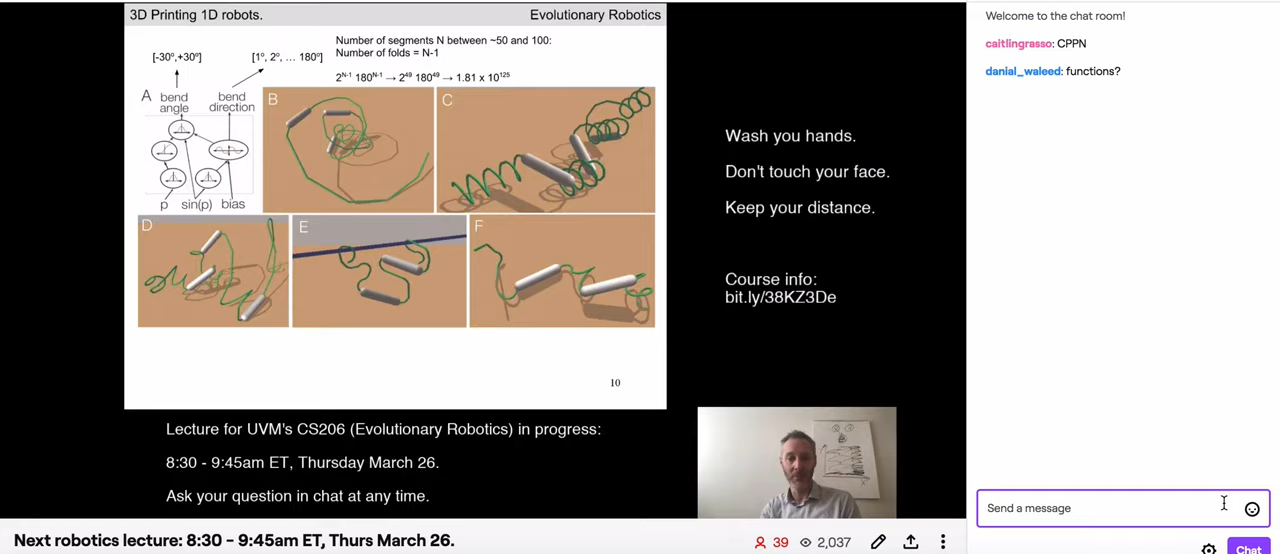 3D Printing 1D robots.
Evolutionary Robotics
Number of segments N between ~50 and 100:
Number of folds = N-1
[-30º,+30º]
[1º, 2º, … 180º]
2^N-1 180^N-1 → 2^49 180^49 → 1.81 x 10^125
A
bend angle
bend direction
B
C
p
sin(p)
bias
D
E
F
10
Wash you hands.
Don't touch your face.
Keep your distance.
Course info:
bit.ly/38KZ3De
Lecture for UVM's CS206 (Evolutionary Robotics) in progress:
8:30 - 9:45am ET, Thursday March 26.
Ask your question in chat at any time.
Next robotics lecture: 8:30 - 9:45am ET, Thurs March 26.
39
2,037
Welcome to the chat room!
caitlingrasso: CPPN
danial_waleed: functions?
Send a message
Chat